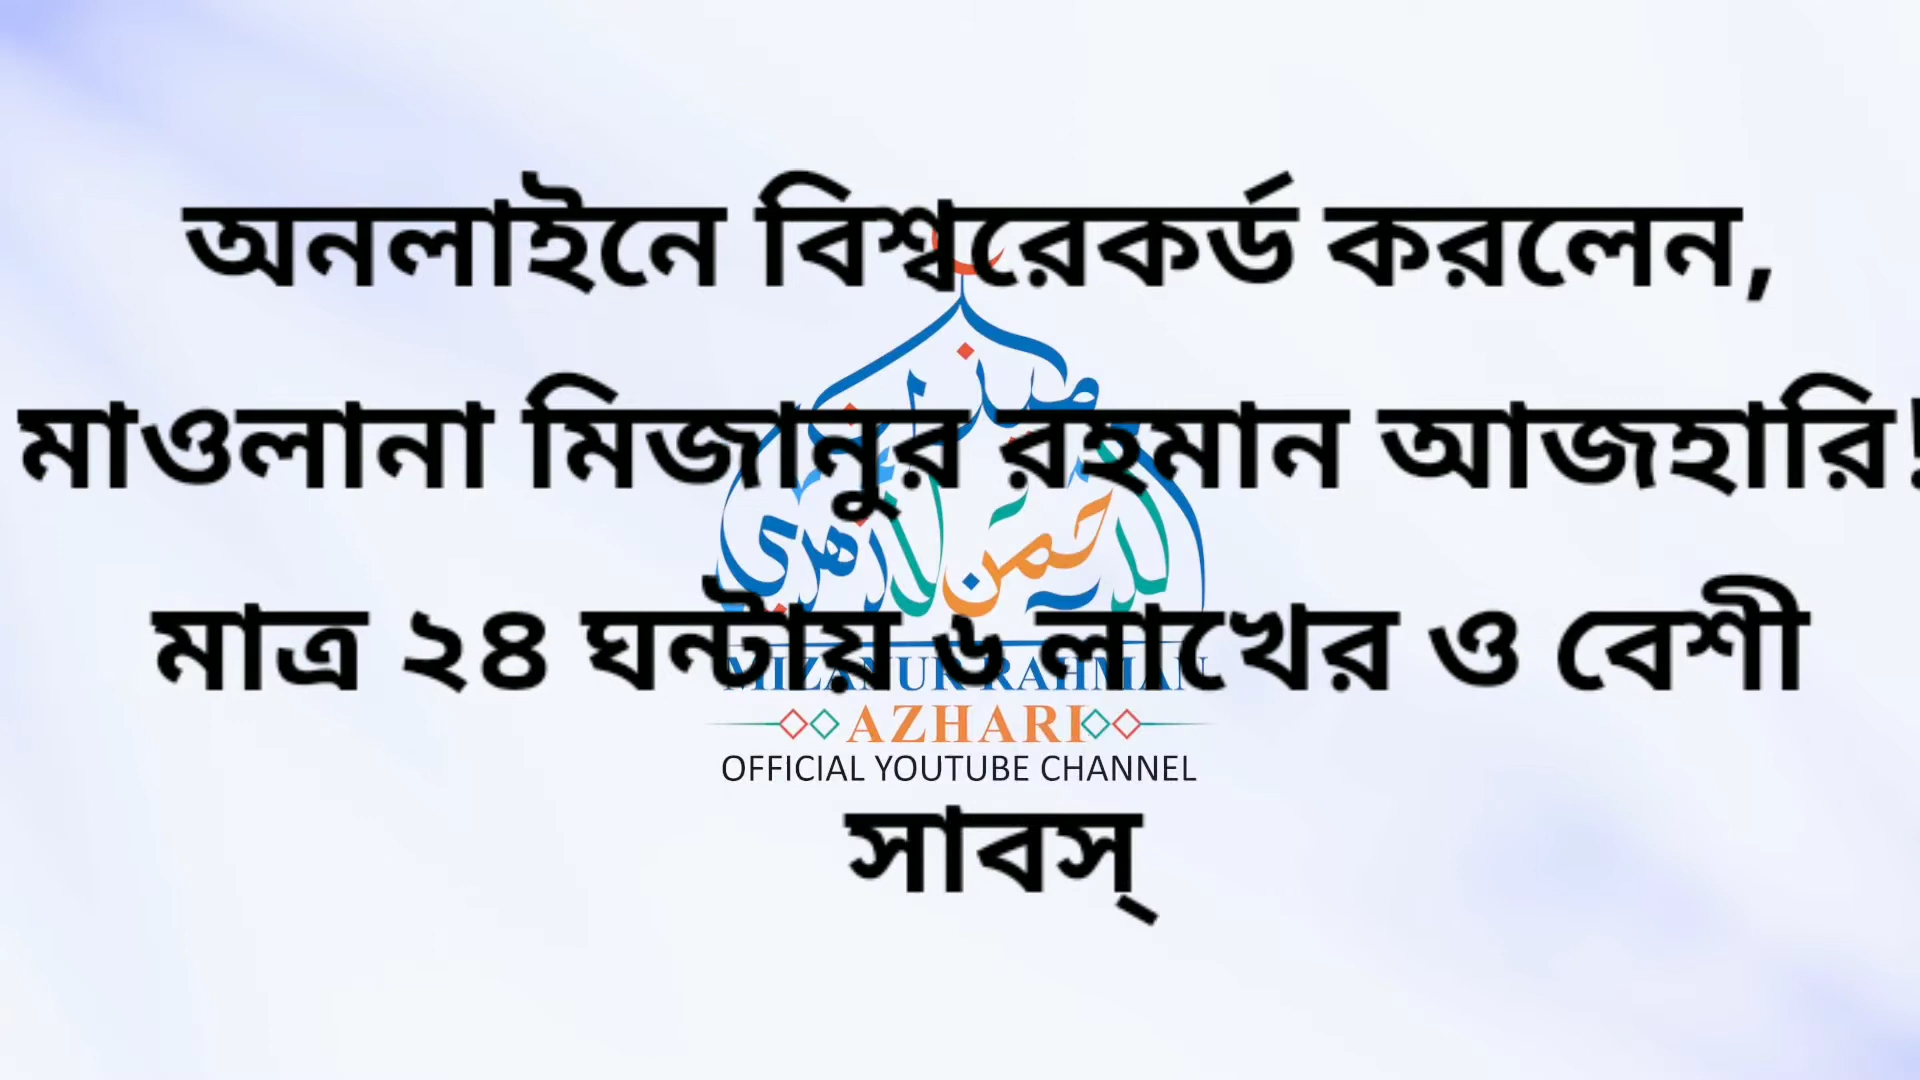 অনলাইনে বিশ্বরেকর্ড করলেন,
মাওলানা মিজানুর রহমান আজহারি!
মাত্র ২৪ ঘন্টায় ৬ লাখের ও বেশী
MIZANUR RAHMAN
AZHARI
OFFICIAL YOUTUBE CHANNEL
সাবস্